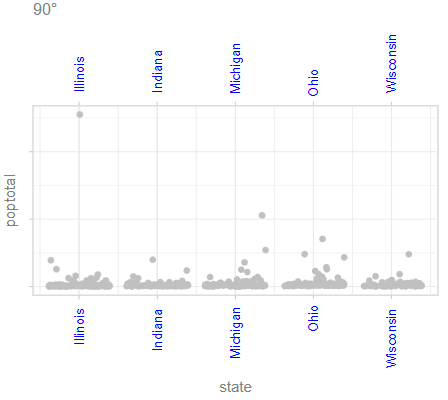 90°
Illinois
Indiana
Michigan
Ohio
Wisconsin
poptotal
Illinois
Indiana
Michigan
Ohio
Wisconsin
state